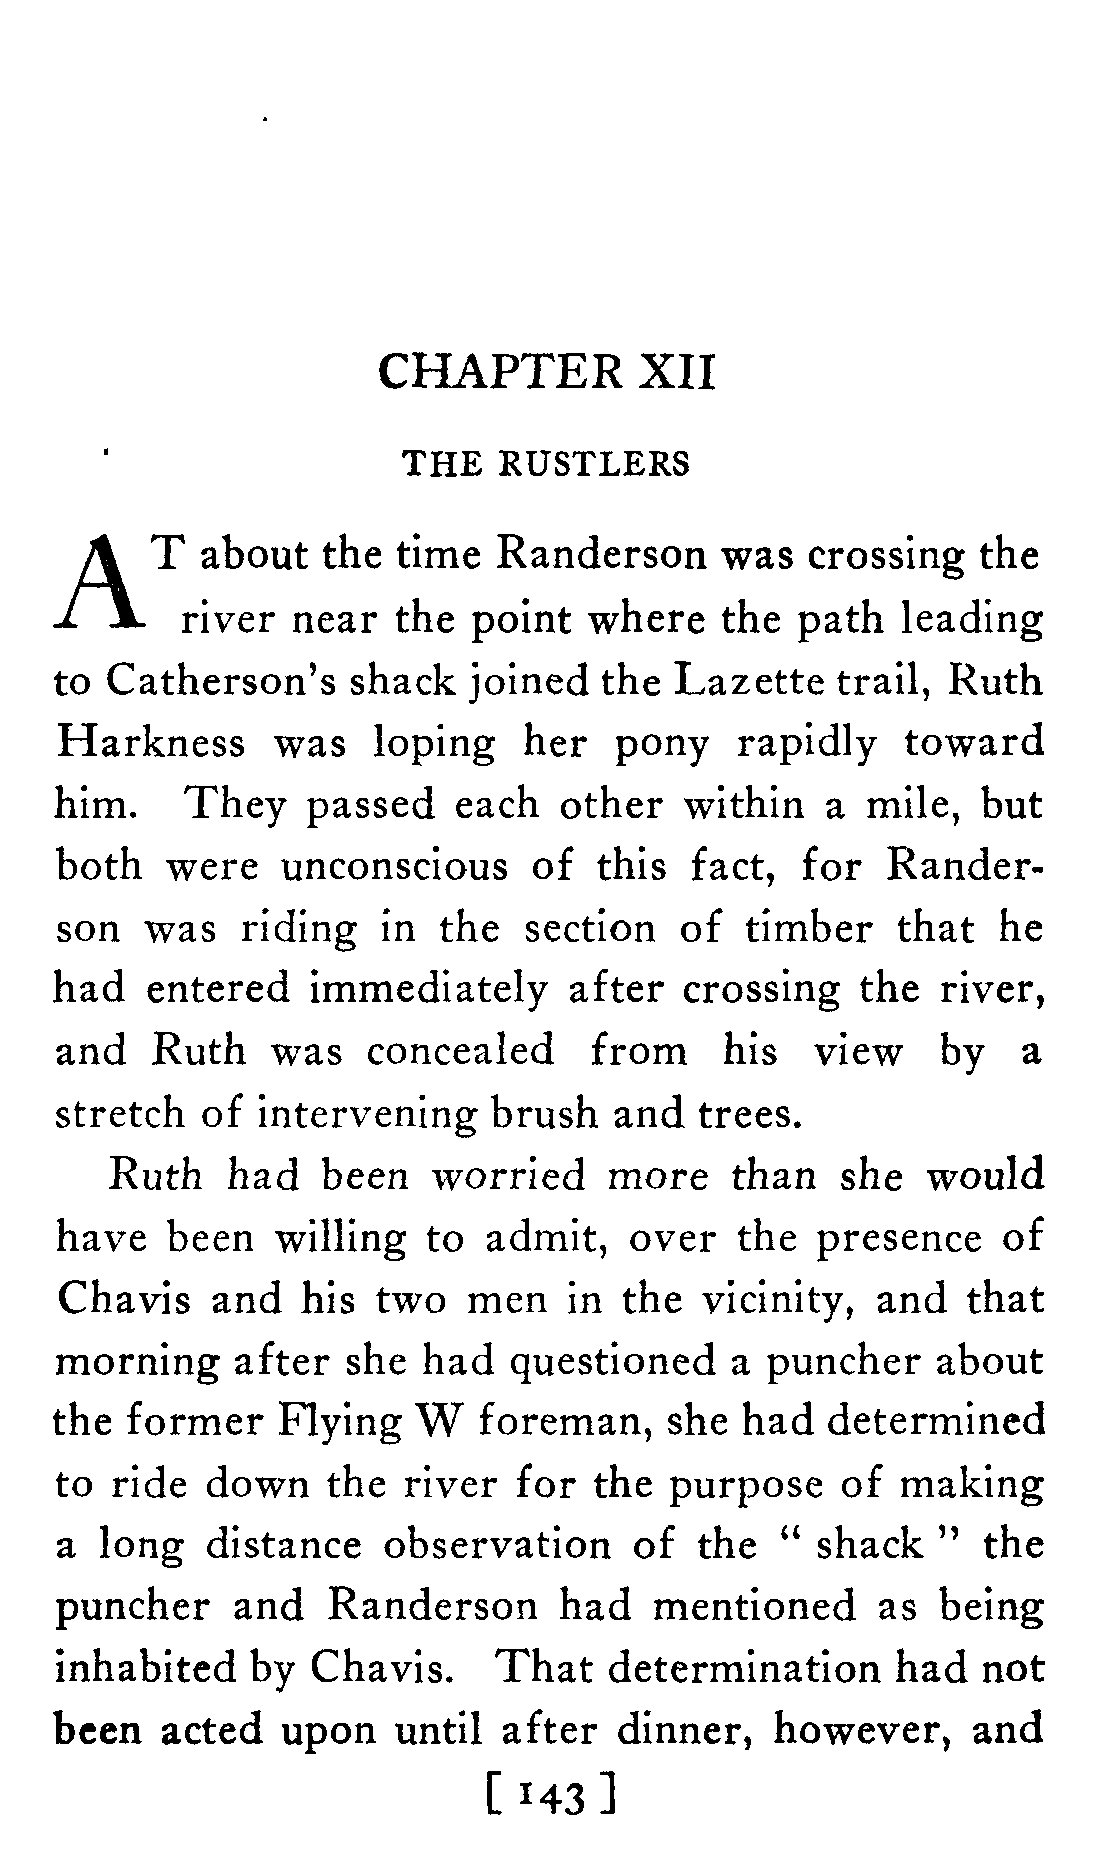 CHAPTER XII
THE RUSTLERS
AT about the time Randerson was crossing the
river near the point where the path leading
to Catherson's shack joined the Lazette trail, Ruth
Harkness was loping her pony rapidly toward
him. They passed each other within a mile, but
both were unconscious of this fact, for Rander-
son was riding in the section of timber that he
had entered immediately after crossing the river,
and Ruth was concealed from his view by a
stretch of intervening brush and trees.
Ruth had been worried more than she would
have been willing to admit, over the presence of
Chavis and his two men in the vicinity, and that
morning after she had questioned a puncher about
the former Flying W foreman, she had determined
to ride down the river for the purpose of making
a long distance observation of the " shack " the
puncher and Randerson had mentioned as being
inhabited by Chavis. That determination had not
been acted upon until after dinner, however, and
[ 143 ]